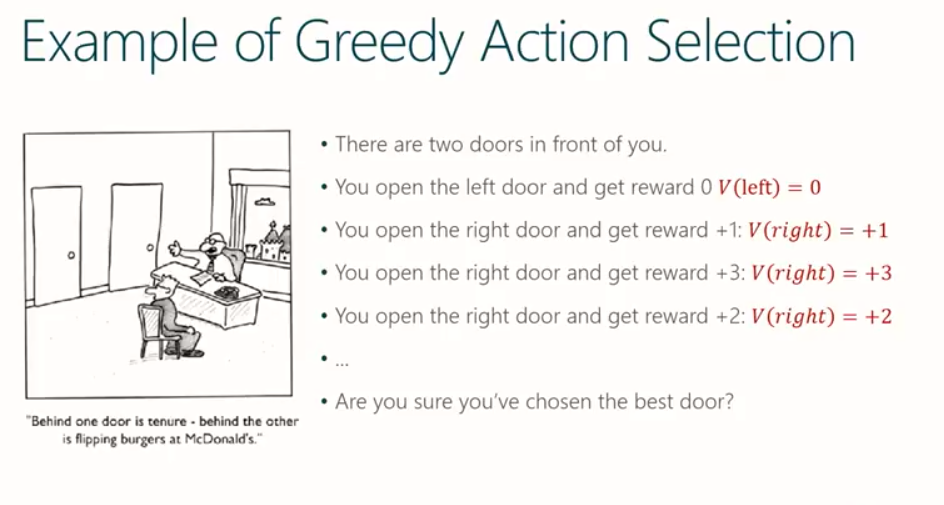 Example of Greedy Action Selection
• There are two doors in front of you.
• You open the left door and get reward 0 V(left) = 0
• You open the right door and get reward +1: V(right) = +1
• You open the right door and get reward +3: V(right) = +3
• You open the right door and get reward +2: V(right) = +2
• ...
• Are you sure you've chosen the best door?
"Behind one door is tenure - behind the other
is flipping burgers at McDonald's."